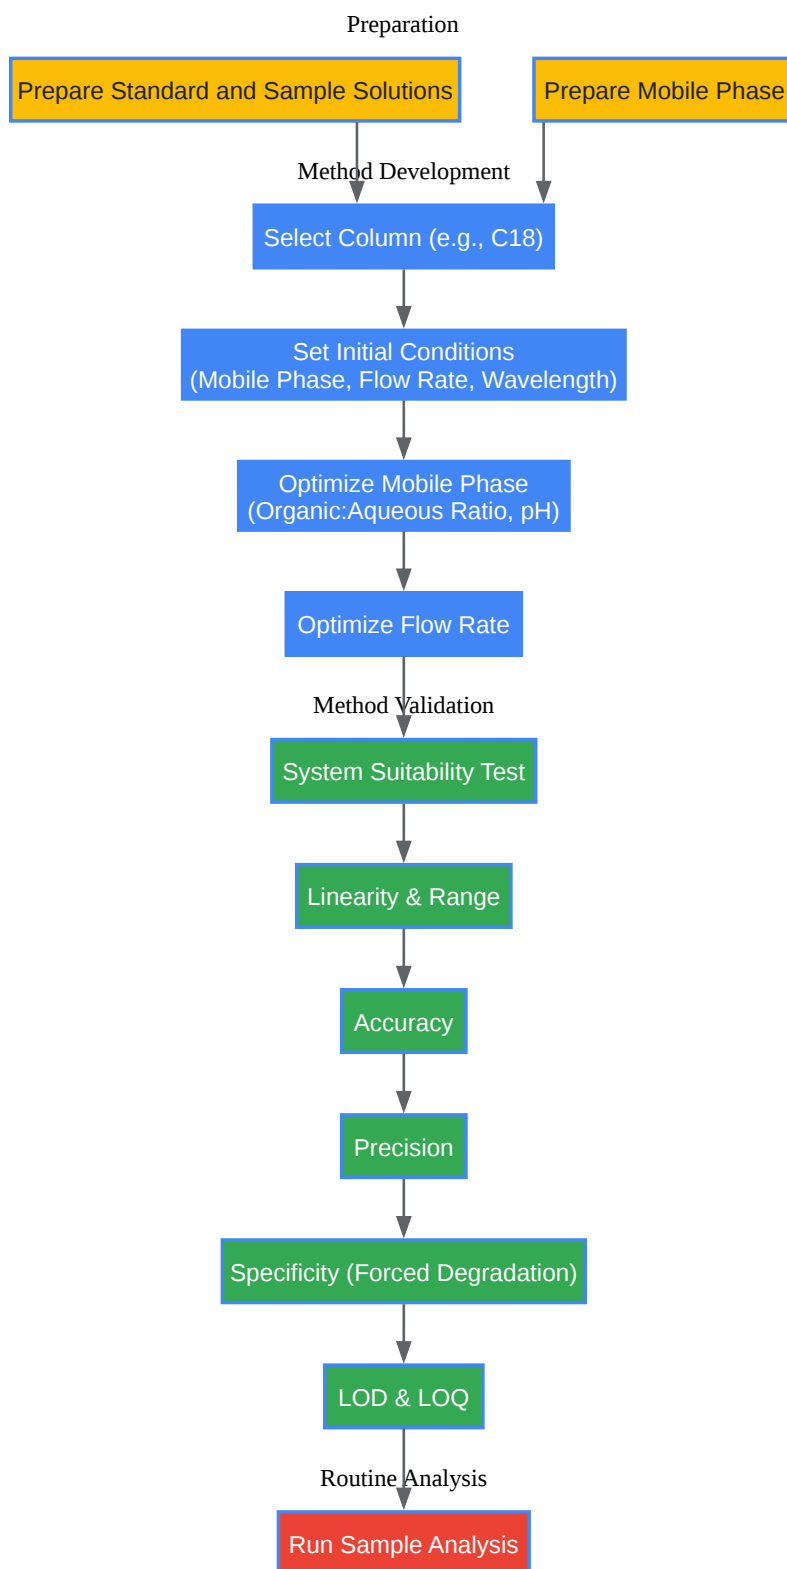 Preparation
Prepare Standard and Sample Solutions
Prepare Mobile Phase
Method Development
Select Column (e.g., C18)
Set Initial Conditions
(Mobile Phase, Flow Rate, Wavelength)
Optimize Mobile Phase
(Organic:Aqueous Ratio, pH)
Optimize Flow Rate
Method Validation
System Suitability Test
Linearity & Range
Accuracy
Precision
Specificity (Forced Degradation)
LOD & LOQ
Routine Analysis
Run Sample Analysis